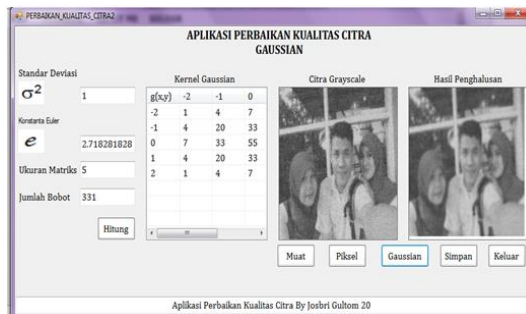 PERBAIKAN_KUALITAS_CITRA2
APLIKASI PERBAIKAN KUALITAS CITRA
GAUSSIAN
Standar Deviasi
σ2 1
Konstanta Euler
e 2.718281828
Ukuran Matriks 5
Jumlah Bobot 331
Hitung
Kernel Gaussian
g(x,y) -2 -1 0
-2 1 4 7
-1 4 20 33
0 7 33 55
1 4 20 33
2 1 4 7
Citra Grayscale
Hasil Penghalusan
Muat Piksel Gaussian Simpan Keluar
Aplikasi Perbaikan Kualitas Citra By Josbri Gultom 20